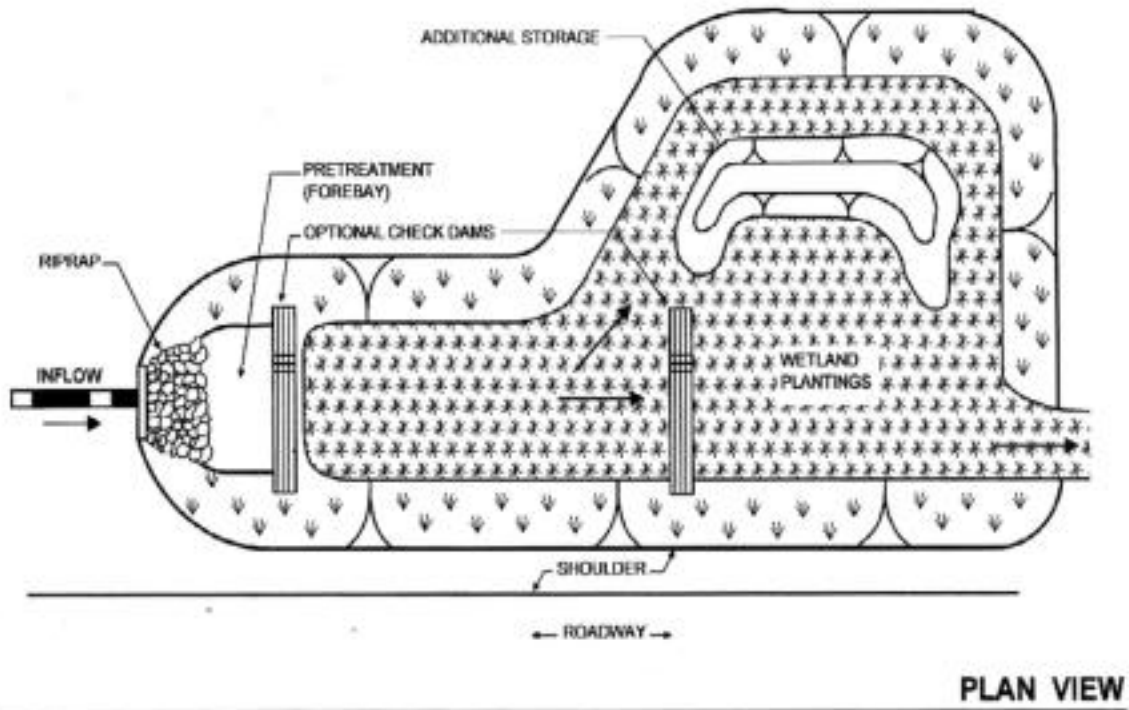 ADDITIONAL STORAGE
PRETREATMENT
(FOREBAY)
OPTIONAL CHECK DAMS
RIPRAP
INFLOW
WETLAND
PLANTINGS
SHOULDER
ROADWAY
PLAN VIEW